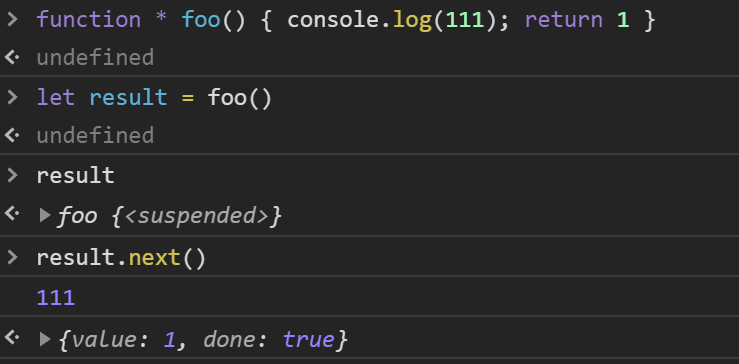 > function * foo() { console.log(111); return 1 }
undefined
> let result = foo()
undefined
> result
foo {<suspended>}
> result.next()
111
{value: 1, done: true}